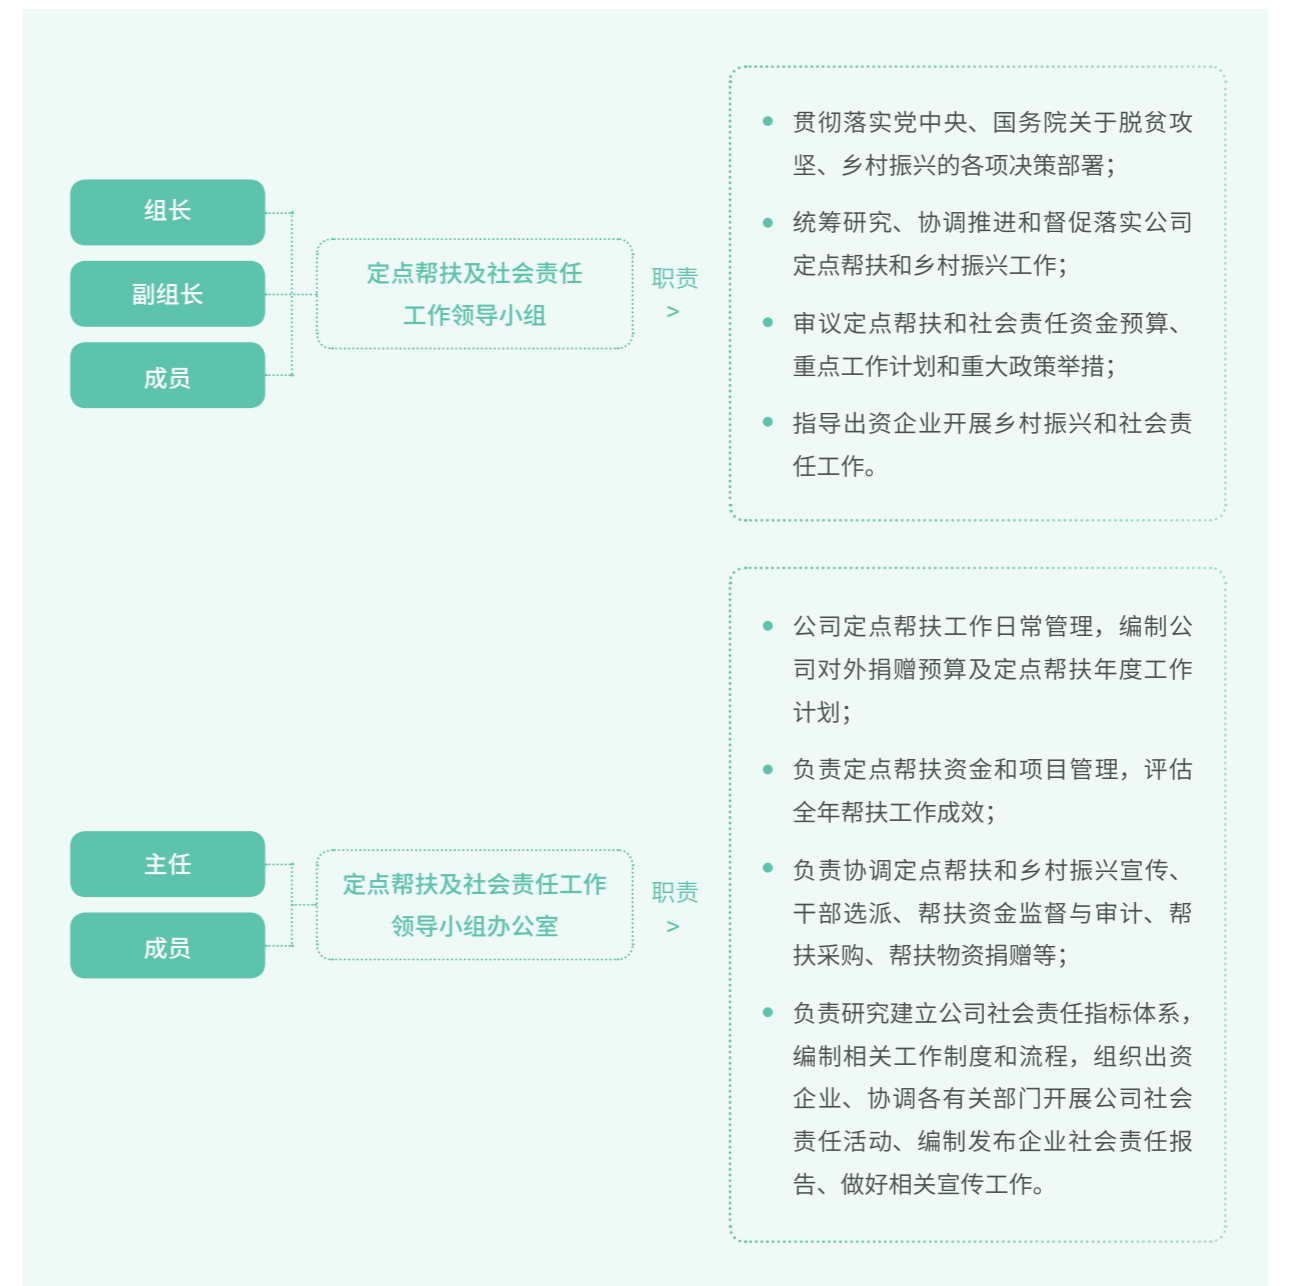 组长
副组长
成员
定点帮扶及社会责任
工作领导小组
职责
>
贯彻落实党中央、国务院关于脱贫攻
坚、乡村振兴的各项决策部署；
统筹研究、协调推进和督促落实公司
定点帮扶和乡村振兴工作；
审议定点帮扶和社会责任资金预算、
重点工作计划和重大政策举措；
指导出资企业开展乡村振兴和社会责
任工作。
主任
成员
定点帮扶及社会责任工作
领导小组办公室
职责
>
公司定点帮扶工作日常管理，编制公
司对外捐赠预算及定点帮扶年度工作
计划；
负责定点帮扶资金和项目管理，评估
全年帮扶工作成效；
负责协调定点帮扶和乡村振兴宣传、
干部选派、帮扶资金监督与审计、帮
扶采购、帮扶物资捐赠等；
负责研究建立公司社会责任指标体系，
编制相关工作制度和流程，组织出资
企业、协调各有关部门开展公司社会
责任活动、编制发布企业社会责任报
告、做好相关宣传工作。